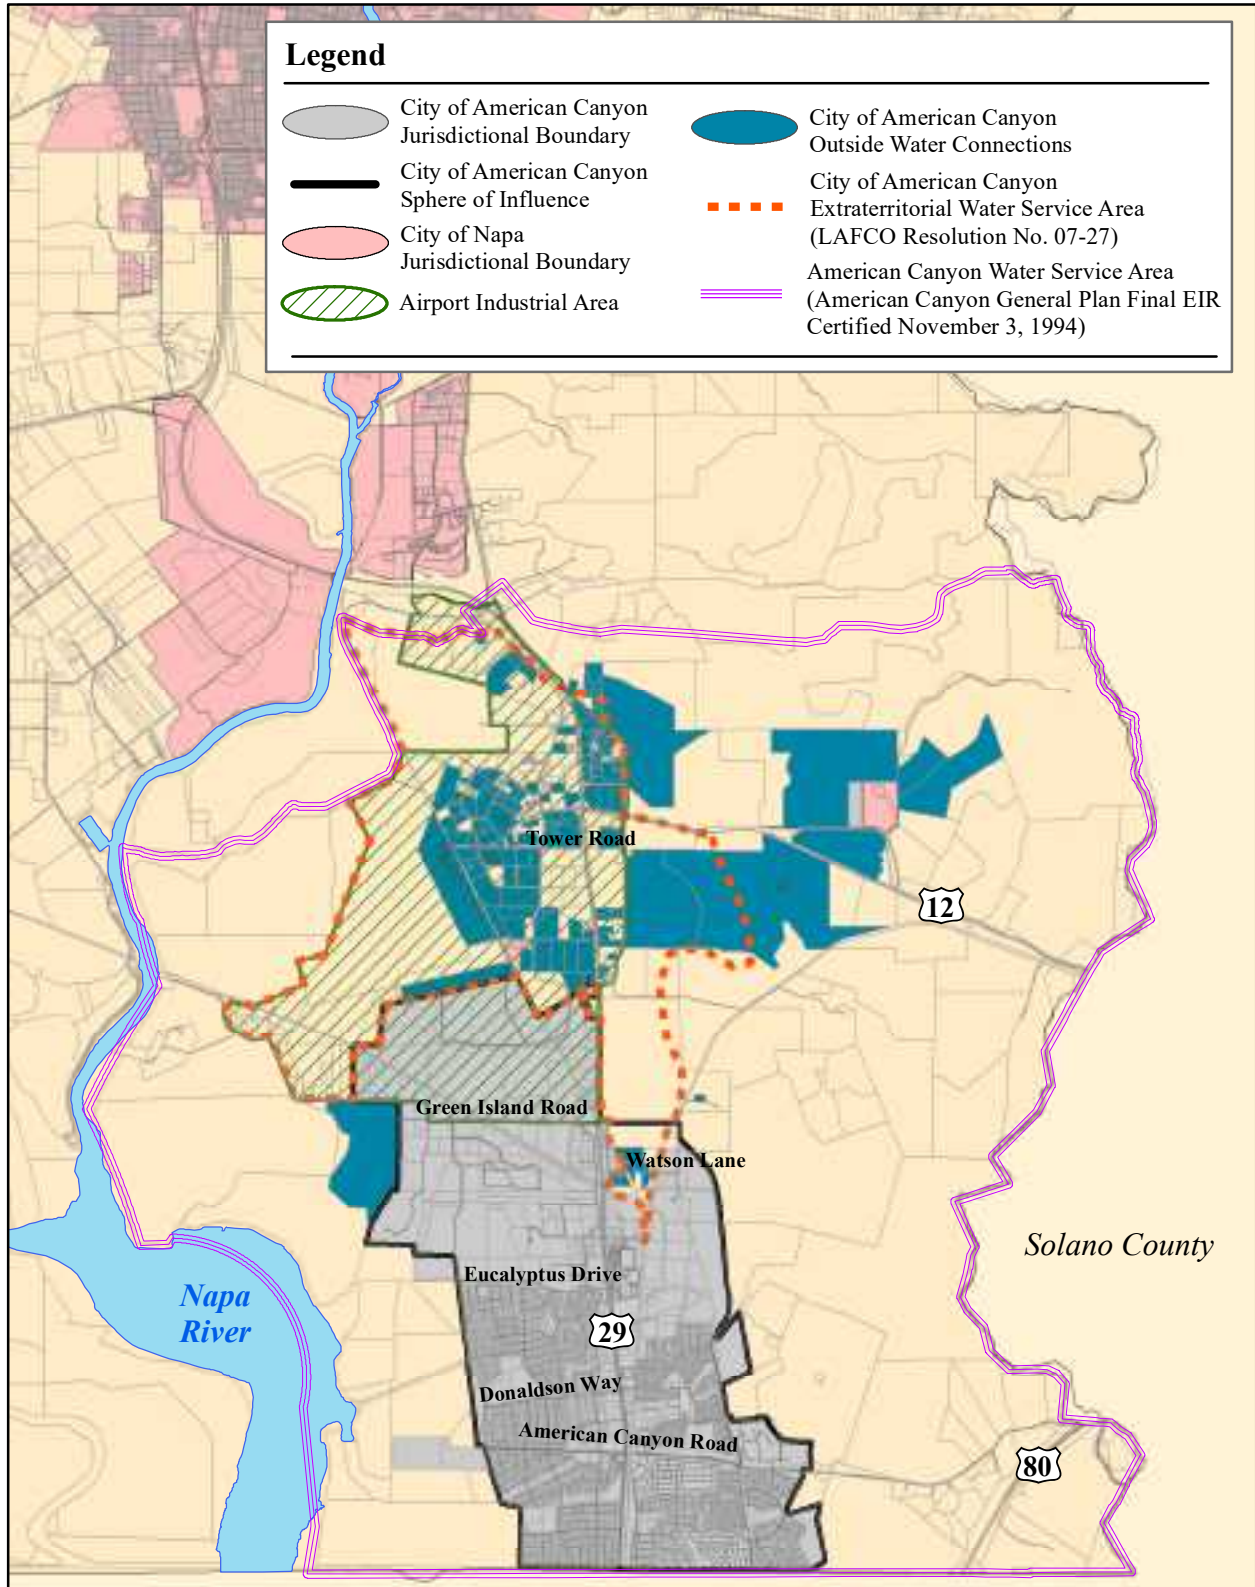 Legend
City of American Canyon
Jurisdictional Boundary
City of American Canyon
Sphere of Influence
City of Napa
Jurisdictional Boundary
Airport Industrial Area
City of American Canyon
Outside Water Connections
City of American Canyon
Extraterritorial Water Service Area
(LAFCO Resolution No. 07-27)
American Canyon Water Service Area
(American Canyon General Plan Final EIR
Certified November 3, 1994)
Tower Road
12
Green Island Road
Watson Lane
Solano County
Eucalyptus Drive
Napa
River
29
Donaldson Way
American Canyon Road
80